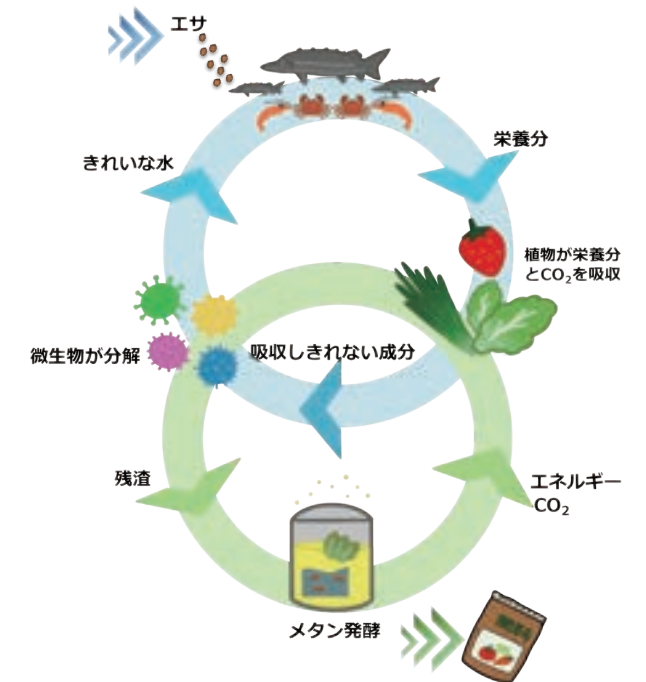 エサ
栄養分
きれいな水
植物が栄養分
とCO₂を吸収
微生物が分解
吸収しきれない成分
残渣
エネルギー
CO₂
メタン発酵